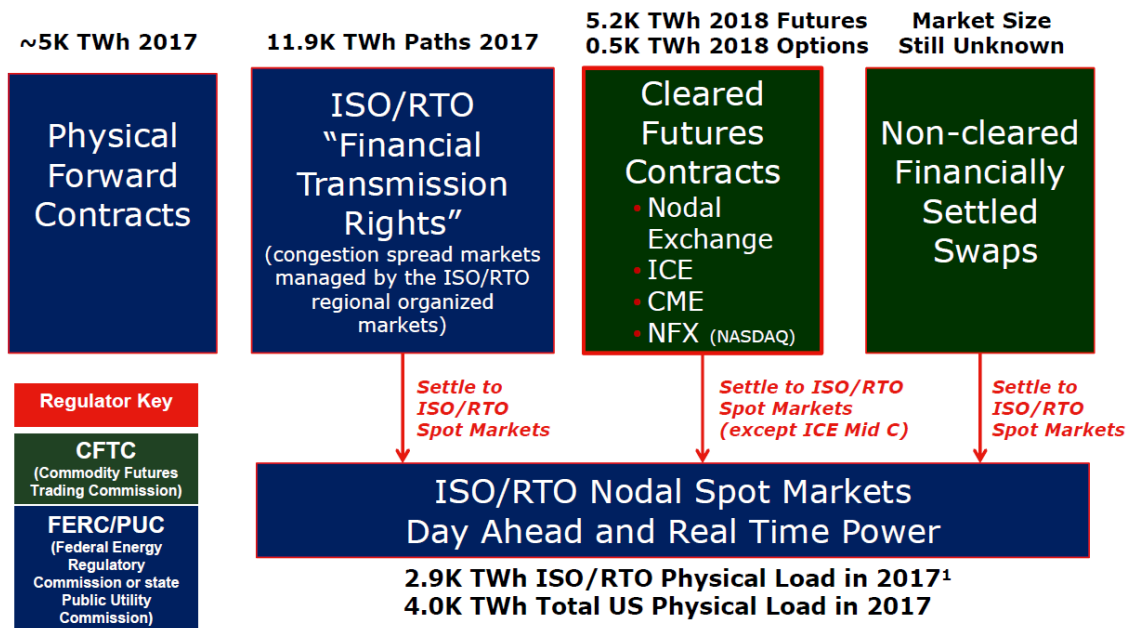 ~5K TWh 2017
11.9K TWh Paths 2017
5.2K TWh 2018 Futures
0.5K TWh 2018 Options
Market Size
Still Unknown
Physical
Forward
Contracts
ISO/RTO
“Financial
Transmission
Rights”
(congestion spread markets
managed by the ISO/RTO
regional organized
markets)
Cleared
Futures
Contracts
• Nodal
Exchange
• ICE
• CME
• NFX (NASDAQ)
Non-cleared
Financially
Settled
Swaps
Settle to
ISO/RTO
Spot Markets
Settle to ISO/RTO
Spot Markets
(except ICE Mid C)
Settle to
ISO/RTO
Spot Markets
Regulator Key
CFTC
(Commodity Futures
Trading Commission)
FERC/PUC
(Federal Energy
Regulatory
Commission or state
Public Utility
Commission)
ISO/RTO Nodal Spot Markets
Day Ahead and Real Time Power
2.9K TWh ISO/RTO Physical Load in 2017¹
4.0K TWh Total US Physical Load in 2017